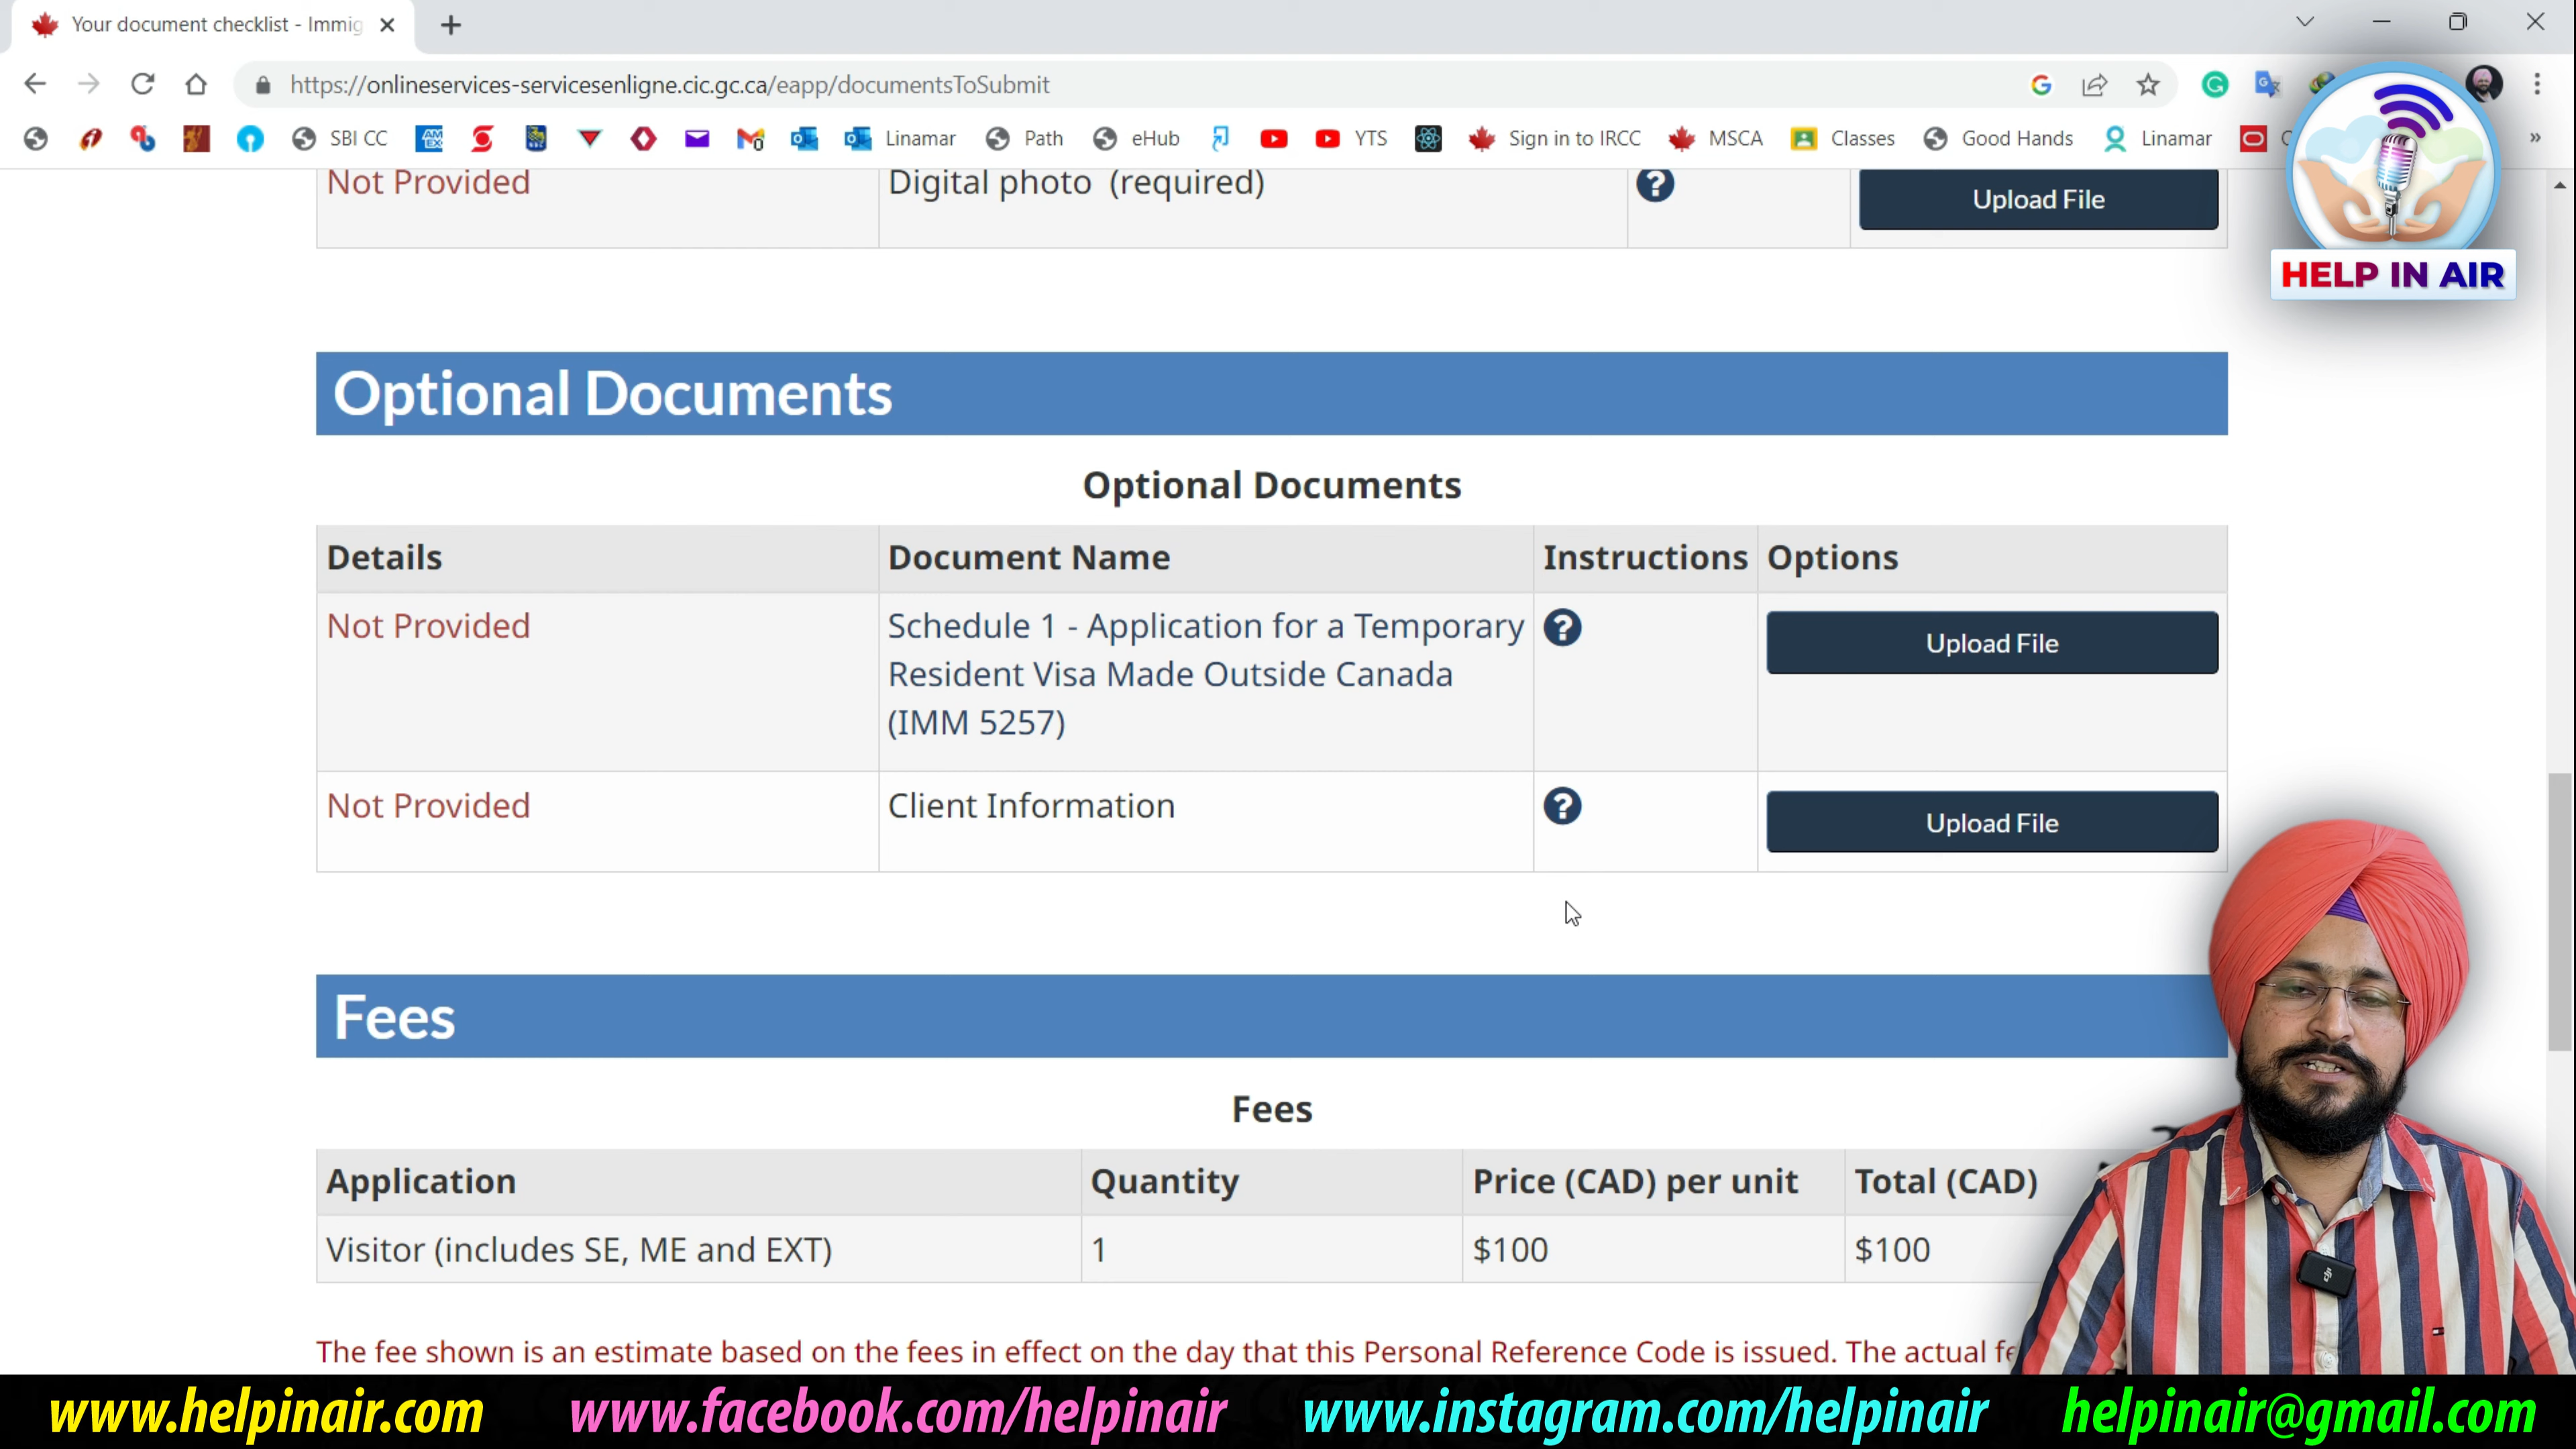 Your document checklist - Immig
https://onlineservices-servicesenligne.cic.gc.ca/eapp/documentsToSubmit
SBI CC
AM EX
Linamar
Path
eHub
YTS
Sign in to IRCC
MSCA
Classes
Good Hands
Linamar
HELP IN AIR
Not Provided
Digital photo (required)
?
Upload File
Optional Documents
Optional Documents
Details
Document Name
Instructions
Options
Not Provided
Schedule 1 - Application for a Temporary
Resident Visa Made Outside Canada
(IMM 5257)
?
Upload File
Not Provided
Client Information
?
Upload File
Fees
Fees
Application
Quantity
Price (CAD) per unit
Total (CAD)
Visitor (includes SE, ME and EXT)
1
$100
$100
The fee shown is an estimate based on the fees in effect on the day that this Personal Reference Code is issued. The actual
www.helpinair.com
www.facebook.com/helpinair
www.instagram.com/helpinair
helpinair@gmail.com